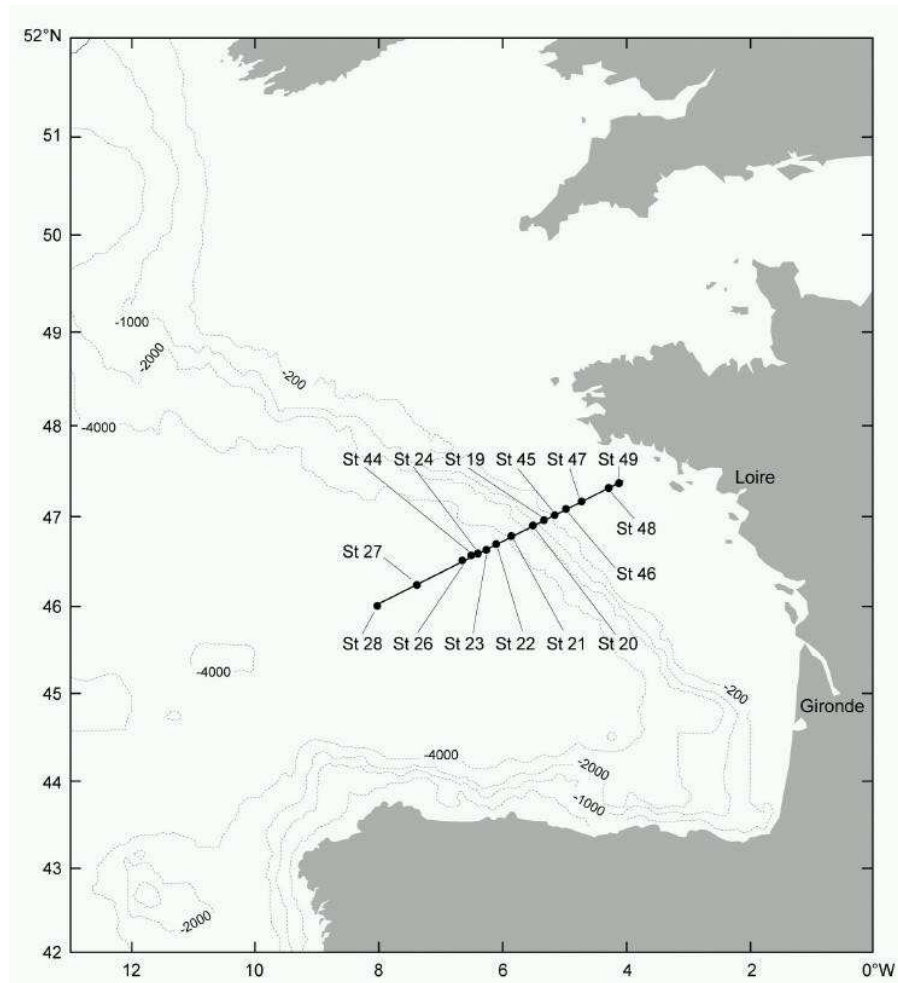 52°N
51
50
49
48
47
46
45
44
43
42
12
10
8
6
4
2
0°W
-1000
-2000
-200
-4000
St 44
St 24
St 19
St 45
St 47
St 49
Loire
St 48
St 27
St 46
St 28
St 26
St 23
St 22
St 21
St 20
-4000
-200
Gironde
-4000
-2000
-1000
-2000